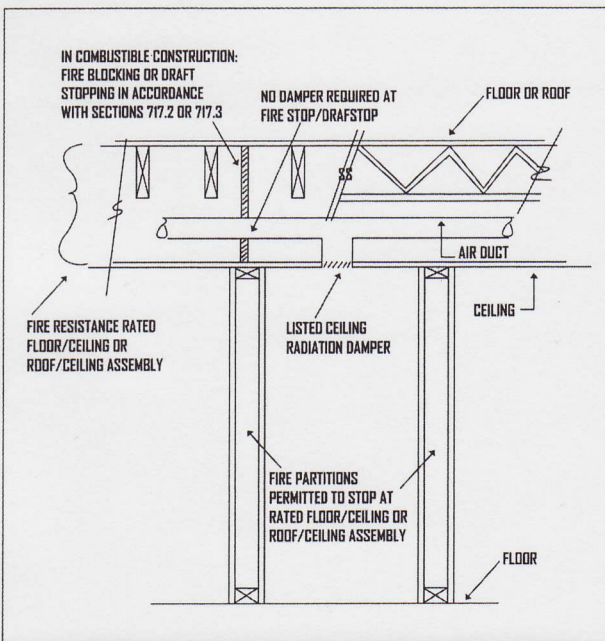 IN COMBUSTIBLE CONSTRUCTION:
FIRE BLOCKING OR DRAFT
STOPPING IN ACCORDANCE
WITH SECTIONS 717.2 OR 717.3
NO DAMPER REQUIRED AT
FIRE STOP/DRAFSTOP
FLOOR OR ROOF
AIR DUCT
CEILING
FIRE RESISTANCE RATED
FLOOR/CEILING OR
ROOF/CEILING ASSEMBLY
LISTED CEILING
RADIATION DAMPER
FIRE PARTITIONS
PERMITTED TO STOP AT
RATED FLOOR/CEILING OR
ROOF/CEILING ASSEMBLY
FLOOR